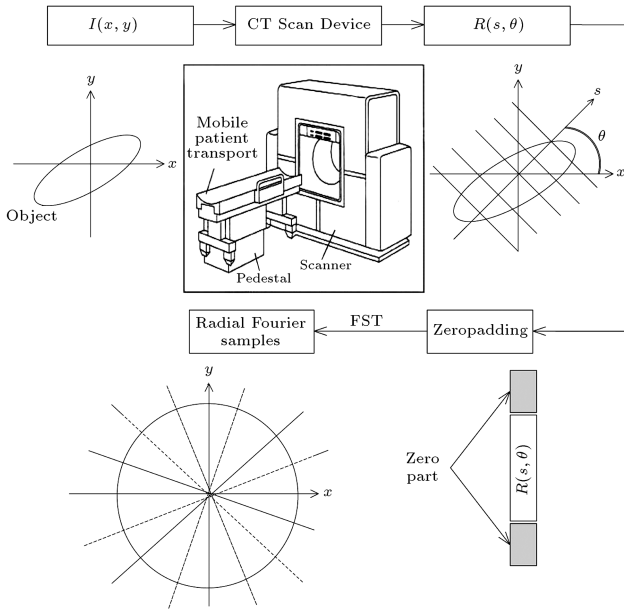 I(x, y)
CT Scan Device
R(s, θ)
y
x
Object
Mobile
patient
transport
Scanner
Pedestal
y
s
θ
x
Radial Fourier
samples
FST
Zeropadding
y
x
Zero
part
R(s, θ)